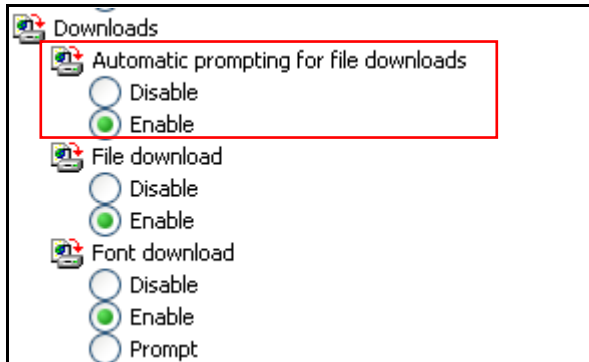 Downloads
Automatic prompting for file downloads
Disable
Enable
File download
Disable
Enable
Font download
Disable
Enable
Prompt